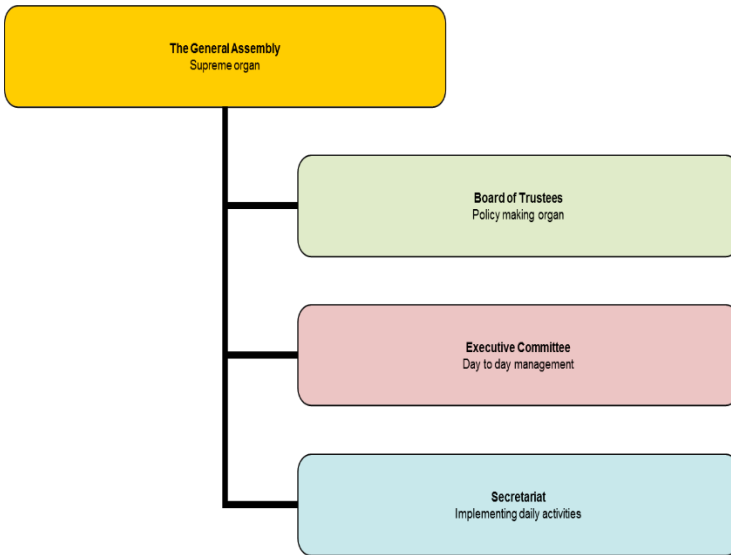 The General Assembly
Supreme organ
Board of Trustees
Policy making organ
Executive Committee
Day to day management
Secretariat
Implementing daily activities